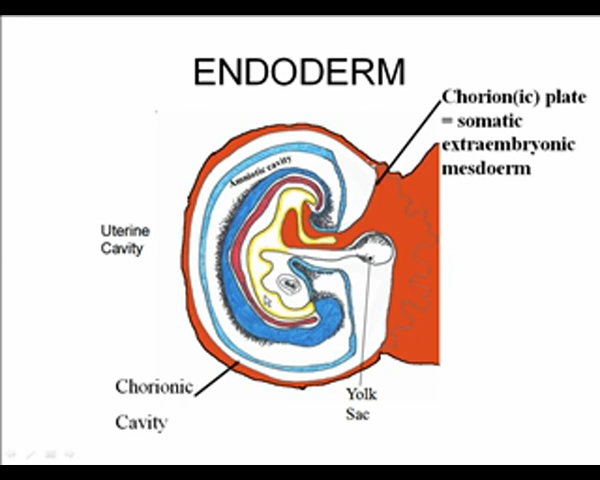 ENDODERM
Chorion(ic) plate
= somatic
extraembryonic
mesdoerm
Amniotic cavity
Uterine
Cavity
Chorionic
Cavity
Yolk
Sac